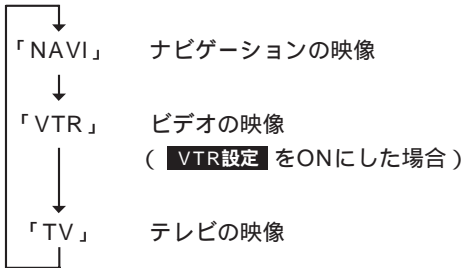 「NAVI」 ナビゲーションの映像
「VTR」 ビデオの映像
( VTR設定 をONにした場合)
「TV」 テレビの映像